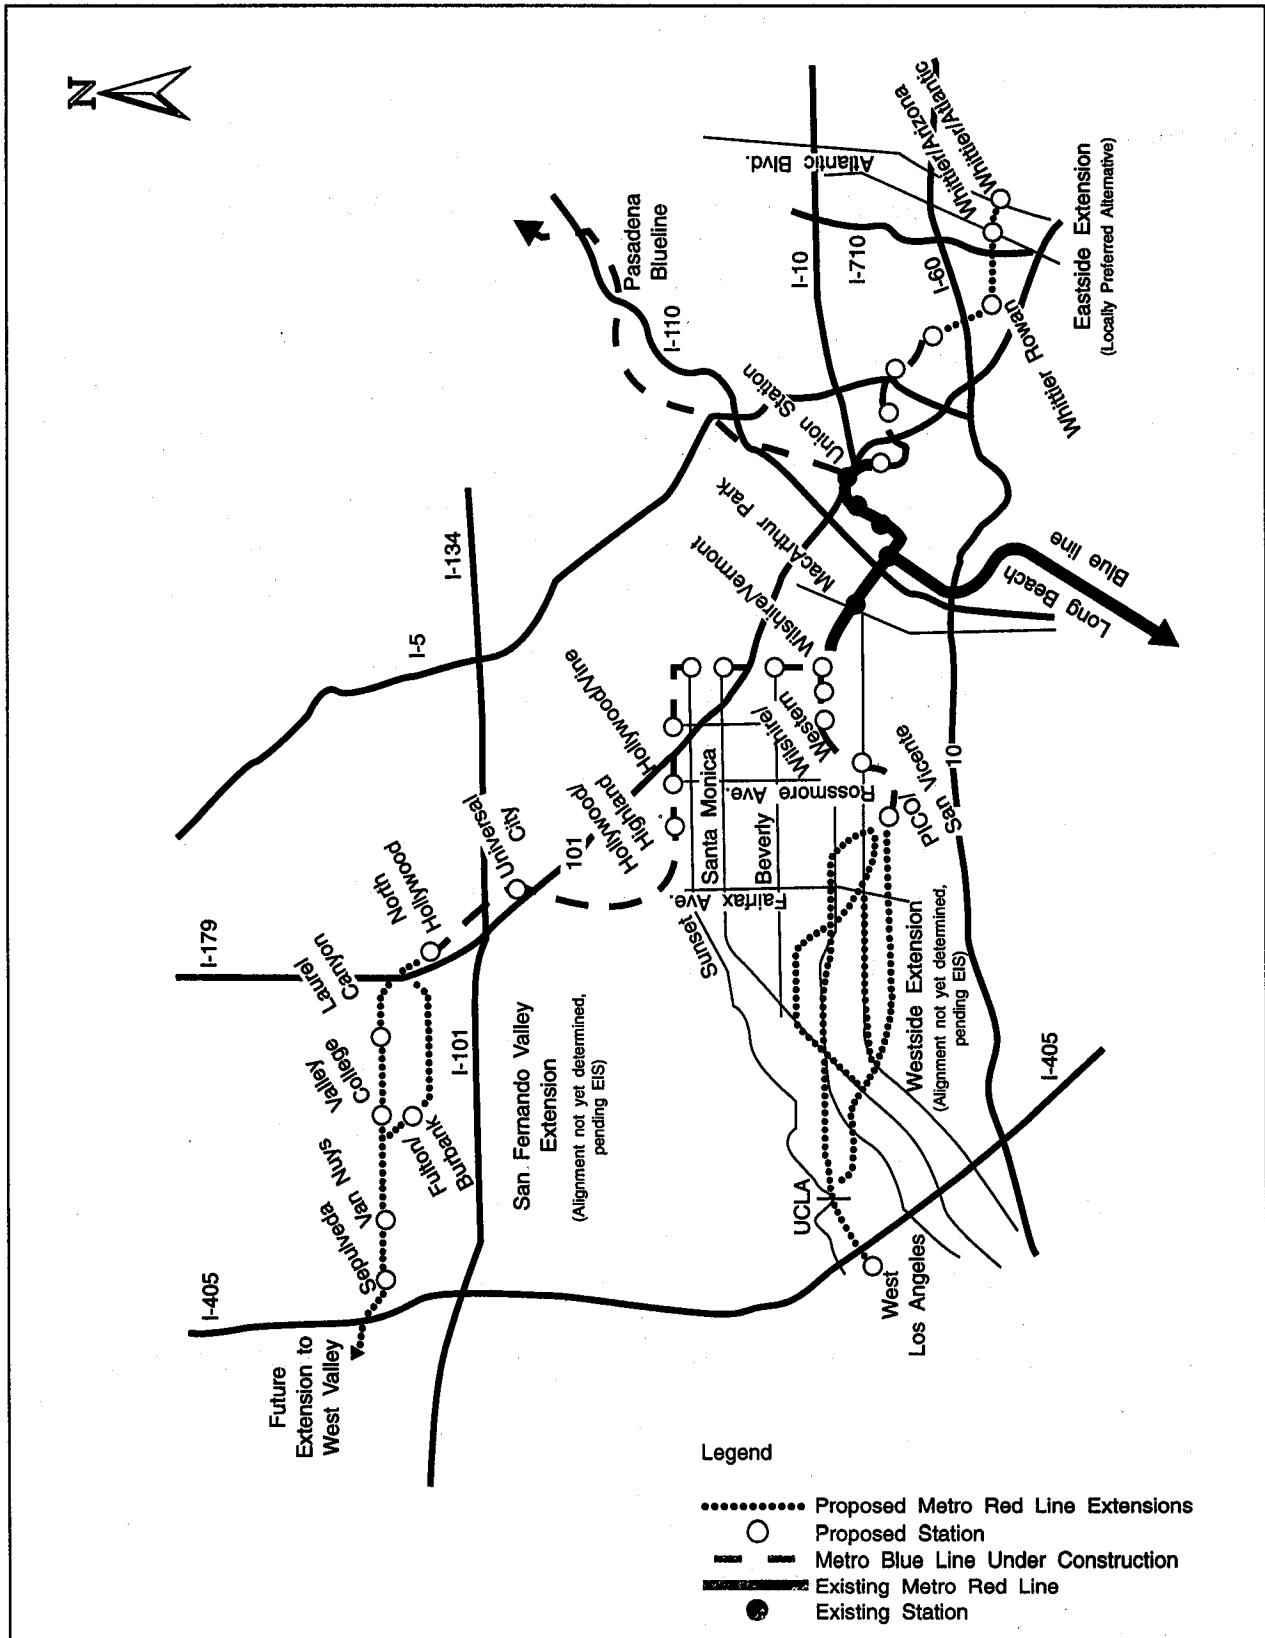 N
Whittier/Atlantic
Whittier/Arizona
Atlantic Blvd.
Eastside Extension
(Locally Preferred Alternative)
Pasadena
Blueline
I-10
I-710
I-60
I-110
Whittier Rowan
Union Station
MacArthur Park
Wilshire/Vermont
Long Beach
Blue line
I-134
I-5
Hollywood/Vine
Wilshire/
Western
Hollywood/
Highland
Universal
City
101
North
Hollywood
Santa Monica
Beverly
Rossmore Ave.
Fairfax Ave.
Sunset
PICO/
San Vicente
10
I-179
Laurel
Canyon
Valley
College
Fulton/
Burbank
Van Nuys
Sepulveda
I-101
San Fernando Valley
Extension
(Alignment not yet determined,
pending EIS)
Westside Extension
(Alignment not yet determined,
pending EIS)
I-405
UCLA
West
Los Angeles
I-405
Future
Extension to
West Valley
Legend
Proposed Metro Red Line Extensions
Proposed Station
Metro Blue Line Under Construction
Existing Metro Red Line
Existing Station